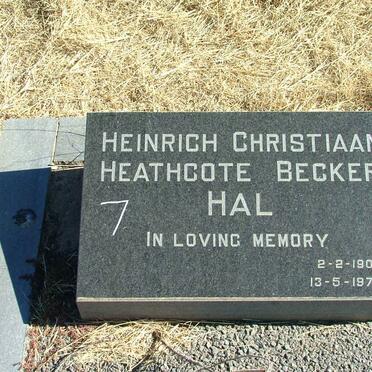 HEINRICH CHRISTIAAN
HEATHCOTE BECKER
HAL
7
IN LOVING MEMORY
2-2-190
13-5-197